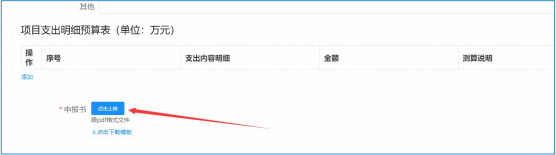 其他
项目支出明细预算表（单位：万元）
操作 序号 支出内容明细 金额 测算说明
添加
* 申报书 点击上传
限pdf格式文件
点击下载模板